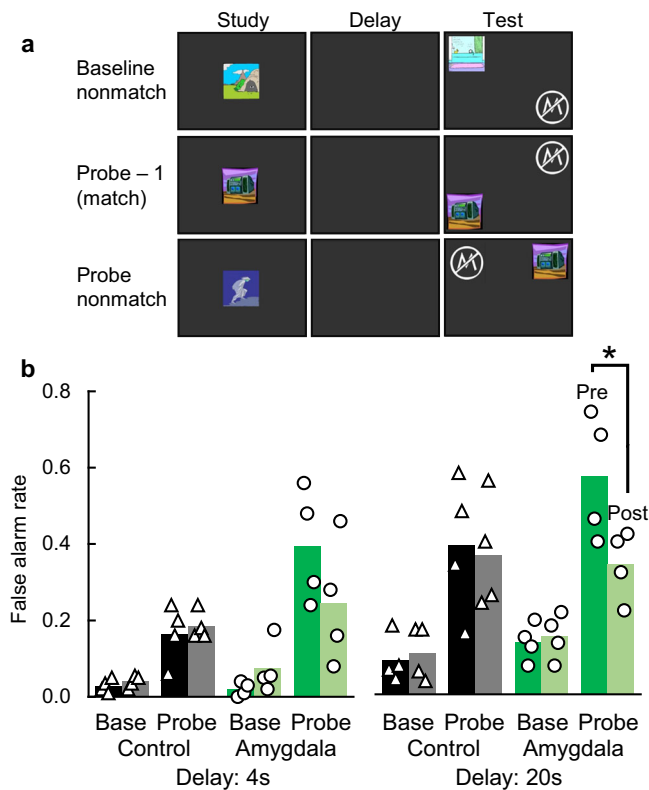 Study Delay Test
a
Baseline
nonmatch
Probe – 1
(match)
Probe
nonmatch
b
*
0.8
Pre
0.6
Post
0.4
False alarm rate
0.2
0.0
Base Probe Base Probe Base Probe Base Probe
Control Amygdala Control Amygdala
Delay: 4s Delay: 20s